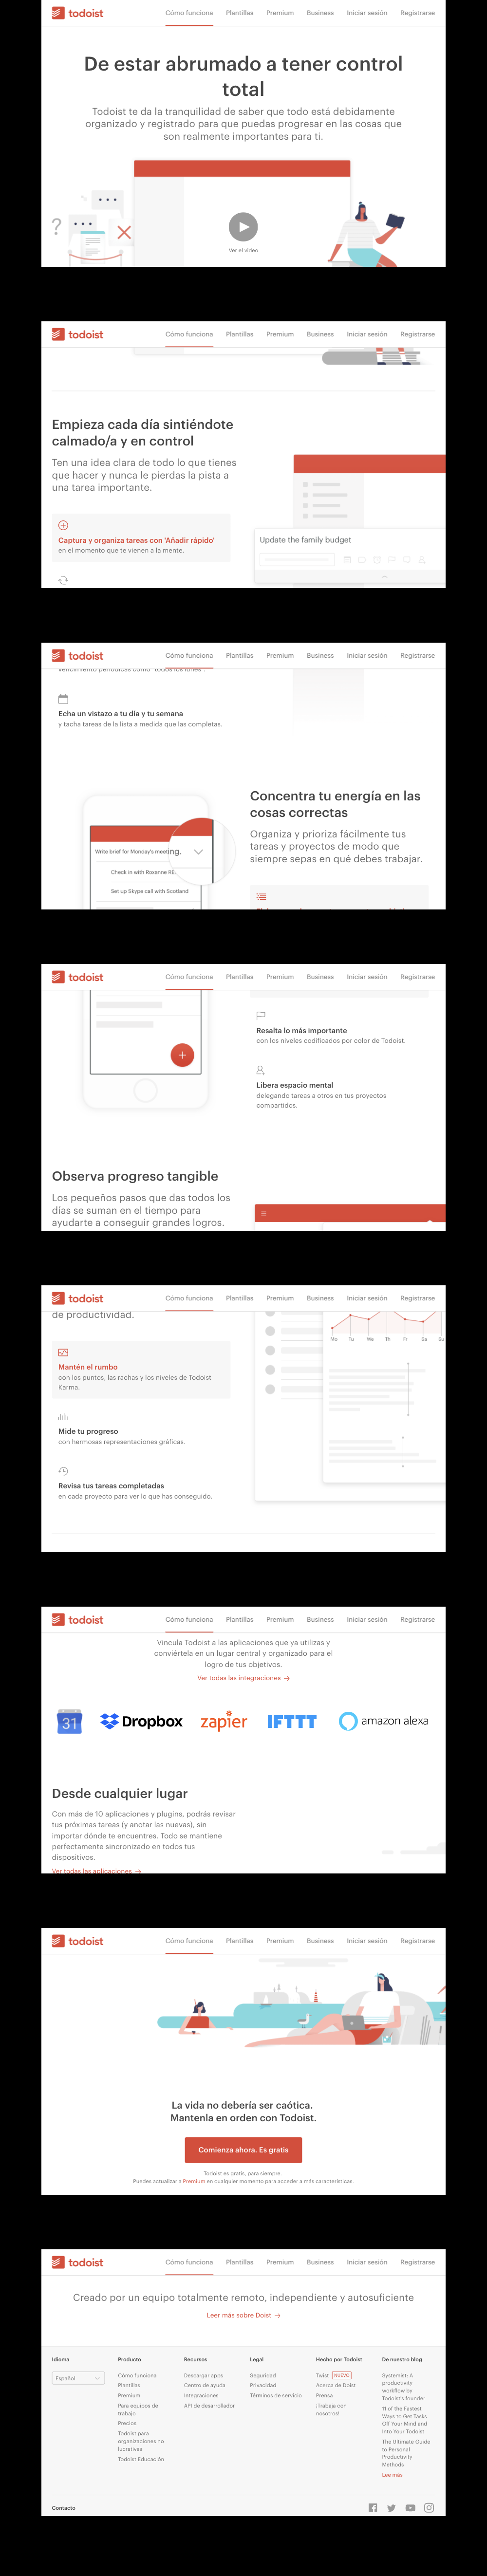 todoist Cómo funciona Plantillas Premium Business Iniciar sesión Registrarse
De estar abrumado a tener control
total
Todoist te da la tranquilidad de saber que todo está debidamente
organizado y registrado para que puedas progresar en las cosas que
son realmente importantes para ti.
?
Ver el video
todoist Cómo funciona Plantillas Premium Business Iniciar sesión Registrarse
Empieza cada día sintiéndote
calmado/a y en control
Ten una idea clara de todo lo que tienes
que hacer y nunca le pierdas la pista a
una tarea importante.
Captura y organiza tareas con 'Añadir rápido'
en el momento que te vienen a la mente.
Update the family budget
todoist Cómo funciona Plantillas Premium Business Iniciar sesión Registrarse
vencimiento periódicas como "todos los lunes".
Echa un vistazo a tu día y tu semana
y tacha tareas de la lista a medida que las completas.
Concentra tu energía en las
cosas correctas
Organiza y prioriza fácilmente tus
tareas y proyectos de modo que
siempre sepas en qué debes trabajar.
Write brief for Monday's meeting.
Check in with Roxanne RE.
Set up Skype call with Scotland
todoist Cómo funciona Plantillas Premium Business Iniciar sesión Registrarse
Resalta lo más importante
con los niveles codificados por color de Todoist.
Libera espacio mental
delegando tareas a otros en tus proyectos
compartidos.
Observa progreso tangible
Los pequeños pasos que das todos los
días se suman en el tiempo para
ayudarte a conseguir grandes logros.
todoist Cómo funciona Plantillas Premium Business Iniciar sesión Registrarse
de productividad.
Mantén el rumbo
con los puntos, las rachas y los niveles de Todoist
Karma.
Mide tu progreso
con hermosas representaciones gráficas.
Revisa tus tareas completadas
en cada proyecto para ver lo que has conseguido.
Mo Tu We Th Fr Sa Su
todoist Cómo funciona Plantillas Premium Business Iniciar sesión Registrarse
Vincula Todoist a las aplicaciones que ya utilizas y
conviértela en un lugar central y organizado para el
logro de tus objetivos.
Ver todas las integraciones →
31 Dropbox zapier IFTTT amazon alexa
Desde cualquier lugar
Con más de 10 aplicaciones y plugins, podrás revisar
tus próximas tareas (y anotar las nuevas), sin
importar dónde te encuentres. Todo se mantiene
perfectamente sincronizado en todos tus
dispositivos.
Ver todas las aplicaciones →
todoist Cómo funciona Plantillas Premium Business Iniciar sesión Registrarse
La vida no debería ser caótica.
Mantenla en orden con Todoist.
Comienza ahora. Es gratis
Todoist es gratis, para siempre.
Puedes actualizar a Premium en cualquier momento para acceder a más características.
todoist Cómo funciona Plantillas Premium Business Iniciar sesión Registrarse
Creado por un equipo totalmente remoto, independiente y autosuficiente
Leer más sobre Doist →
Idioma
Español
Producto
Cómo funciona
Plantillas
Premium
Para equipos de
trabajo
Precios
Todoist para
organizaciones no
lucrativas
Todoist Educación
Recursos
Descargar apps
Centro de ayuda
Integraciones
API de desarrollador
Legal
Seguridad
Privacidad
Términos de servicio
Hecho por Todoist
Twist NUEVO
Acerca de Doist
Prensa
¡Trabaja con
nosotros!
De nuestro blog
Systemist: A
productivity
workflow by
Todoist's founder
11 of the Fastest
Ways to Get Tasks
Off Your Mind and
Into Your Todoist
The Ultimate Guide
to Personal
Productivity
Methods
Lee más
Contacto